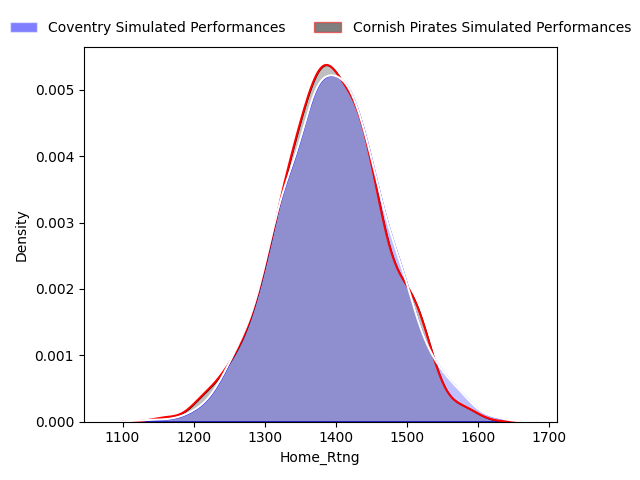 Coventry Simulated Performances
Cornish Pirates Simulated Performances
0.005
0.004
0.003
0.002
0.001
0.000
Density
1100 1200 1300 1400 1500 1600 1700
Home_Rtng